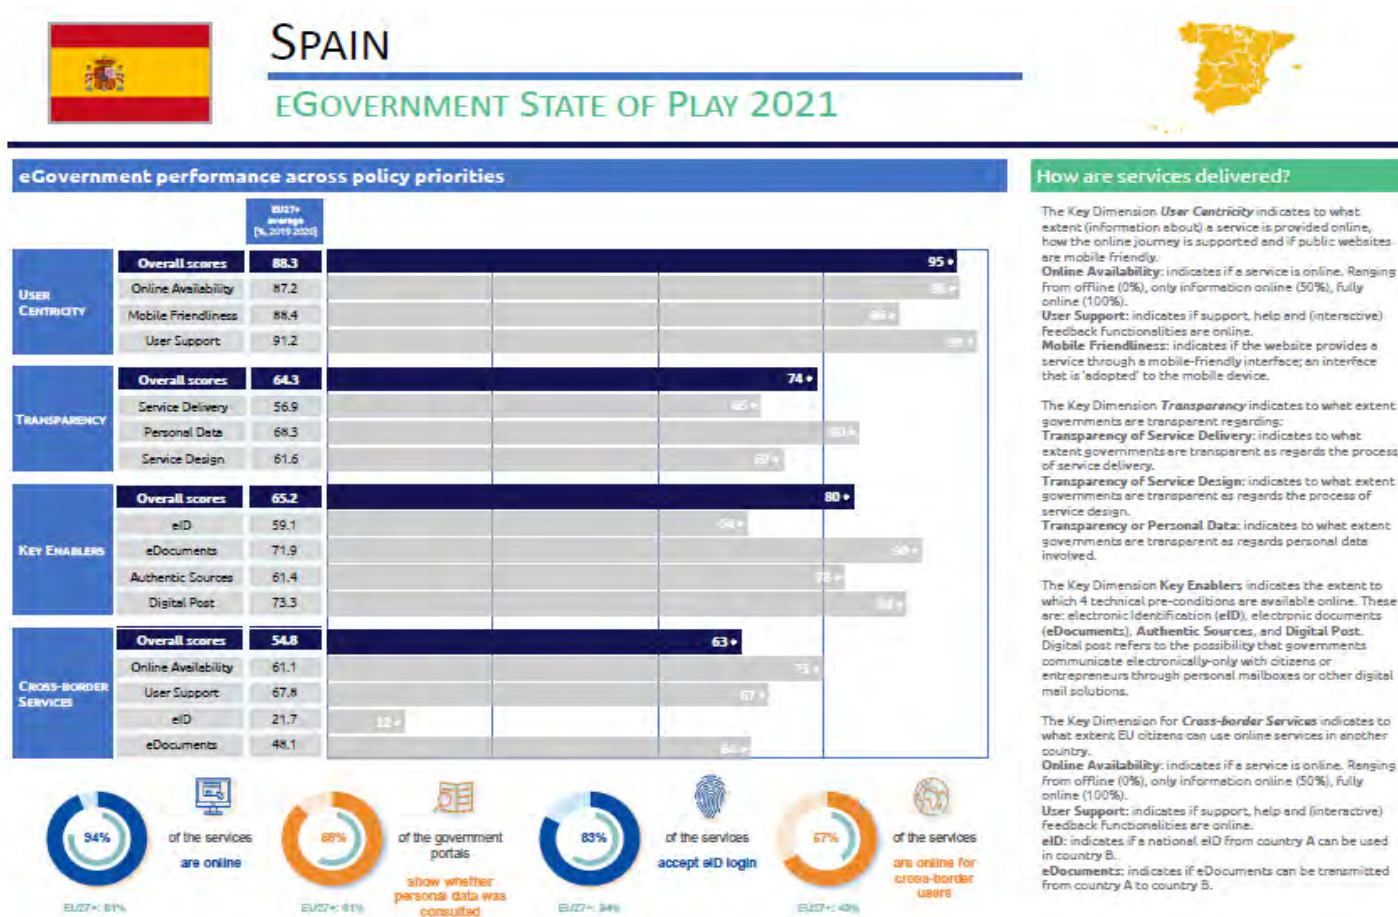 SPAIN
EGOVERNMENT STATE OF PLAY 2021
eGovernment performance across policy priorities
EU27+
average
[%, 2019 2020]
USER
CENTRICITY
Overall scores 88.3 95
Online Availability 87.2
Mobile Friendliness 88.4
User Support 91.2
TRANSPARENCY
Overall scores 64.3 74
Service Delivery 56.9
Personal Data 68.3
Service Design 61.6
KEY ENABLERS
Overall scores 65.2 80
eID 59.1
eDocuments 71.9 90
Authentic Sources 61.4 78
Digital Post 73.3
CROSS-BORDER
SERVICES
Overall scores 54.8 63
Online Availability 61.1 75
User Support 67.8 67
eID 21.7 12
eDocuments 48.1 64
94%
of the services
are online
EU27+:
88%
of the government
portals
show whether
personal data was
consulted
EU27+:
83%
of the services
accept eID login
EU27+:
67%
of the services
are online for
cross-border
users
EU27+:
How are services delivered?
The Key Dimension User Centricity indicates to what
extent (information about) a service is provided online,
how the online journey is supported and if public websites
are mobile friendly.
Online Availability: indicates if a service is online. Ranging
from offline (0%), only information online (50%), fully
online (100%).
User Support: indicates if support, help and (interactive)
feedback functionalities are online.
Mobile Friendliness: indicates if the website provides a
service through a mobile-friendly interface; an interface
that is 'adopted' to the mobile device.
The Key Dimension Transparency indicates to what extent
governments are transparent regarding:
Transparency of Service Delivery: indicates to what
extent governments are transparent as regards the process
of service delivery.
Transparency of Service Design: indicates to what extent
governments are transparent as regards the process of
service design.
Transparency or Personal Data: indicates to what extent
governments are transparent as regards personal data
involved.
The Key Dimension Key Enablers indicates the extent to
which 4 technical pre-conditions are available online. These
are: electronic Identification (eID), electronic documents
(eDocuments), Authentic Sources, and Digital Post.
Digital post refers to the possibility that governments
communicate electronically-only with citizens or
entrepreneurs through personal mailboxes or other digital
mail solutions.
The Key Dimension for Cross-border Services indicates to
what extent EU citizens can use online services in another
country.
Online Availability: indicates if a service is online. Ranging
from offline (0%), only information online (50%), fully
online (100%).
User Support: indicates if support, help and (interactive)
feedback functionalities are online.
eID: indicates if a national eID from country A can be used
in country B.
eDocuments: indicates if eDocuments can be transmitted
from country A to country B.